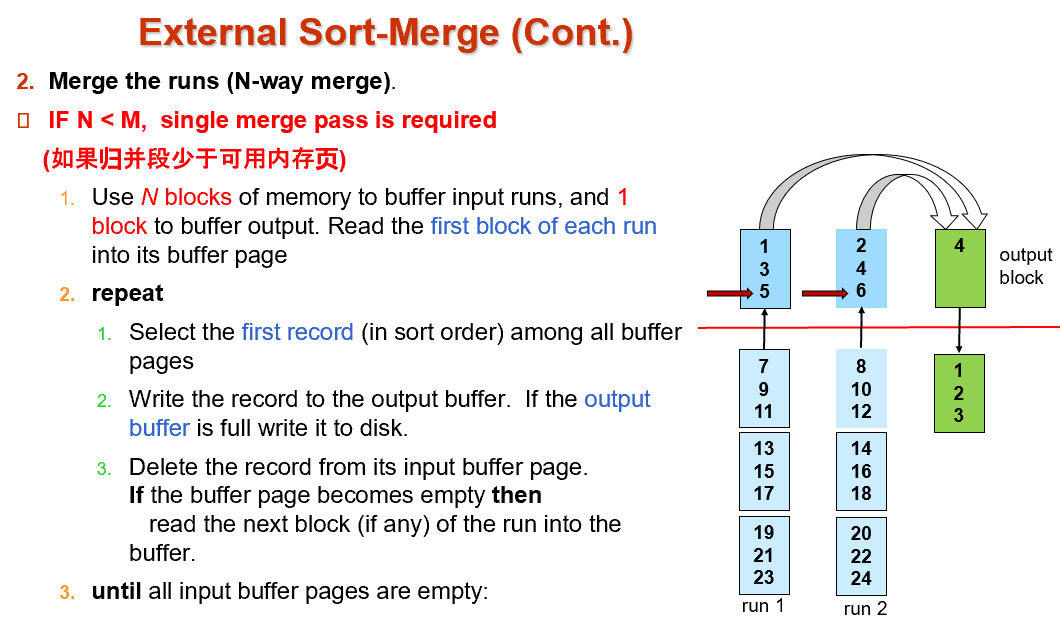 External Sort-Merge (Cont.)
2. Merge the runs (N-way merge).
IF N < M, single merge pass is required
(如果归并段少于可用内存页)
1. Use N blocks of memory to buffer input runs, and 1
block to buffer output. Read the first block of each run
into its buffer page
2. repeat
1. Select the first record (in sort order) among all buffer
pages
2. Write the record to the output buffer. If the output
buffer is full write it to disk.
3. Delete the record from its input buffer page.
If the buffer page becomes empty then
read the next block (if any) of the run into the
buffer.
3. until all input buffer pages are empty:
1
3
5
7
9
11
13
15
17
19
21
23
run 1
2
4
6
8
10
12
14
16
18
20
22
24
run 2
4
output
block
1
2
3